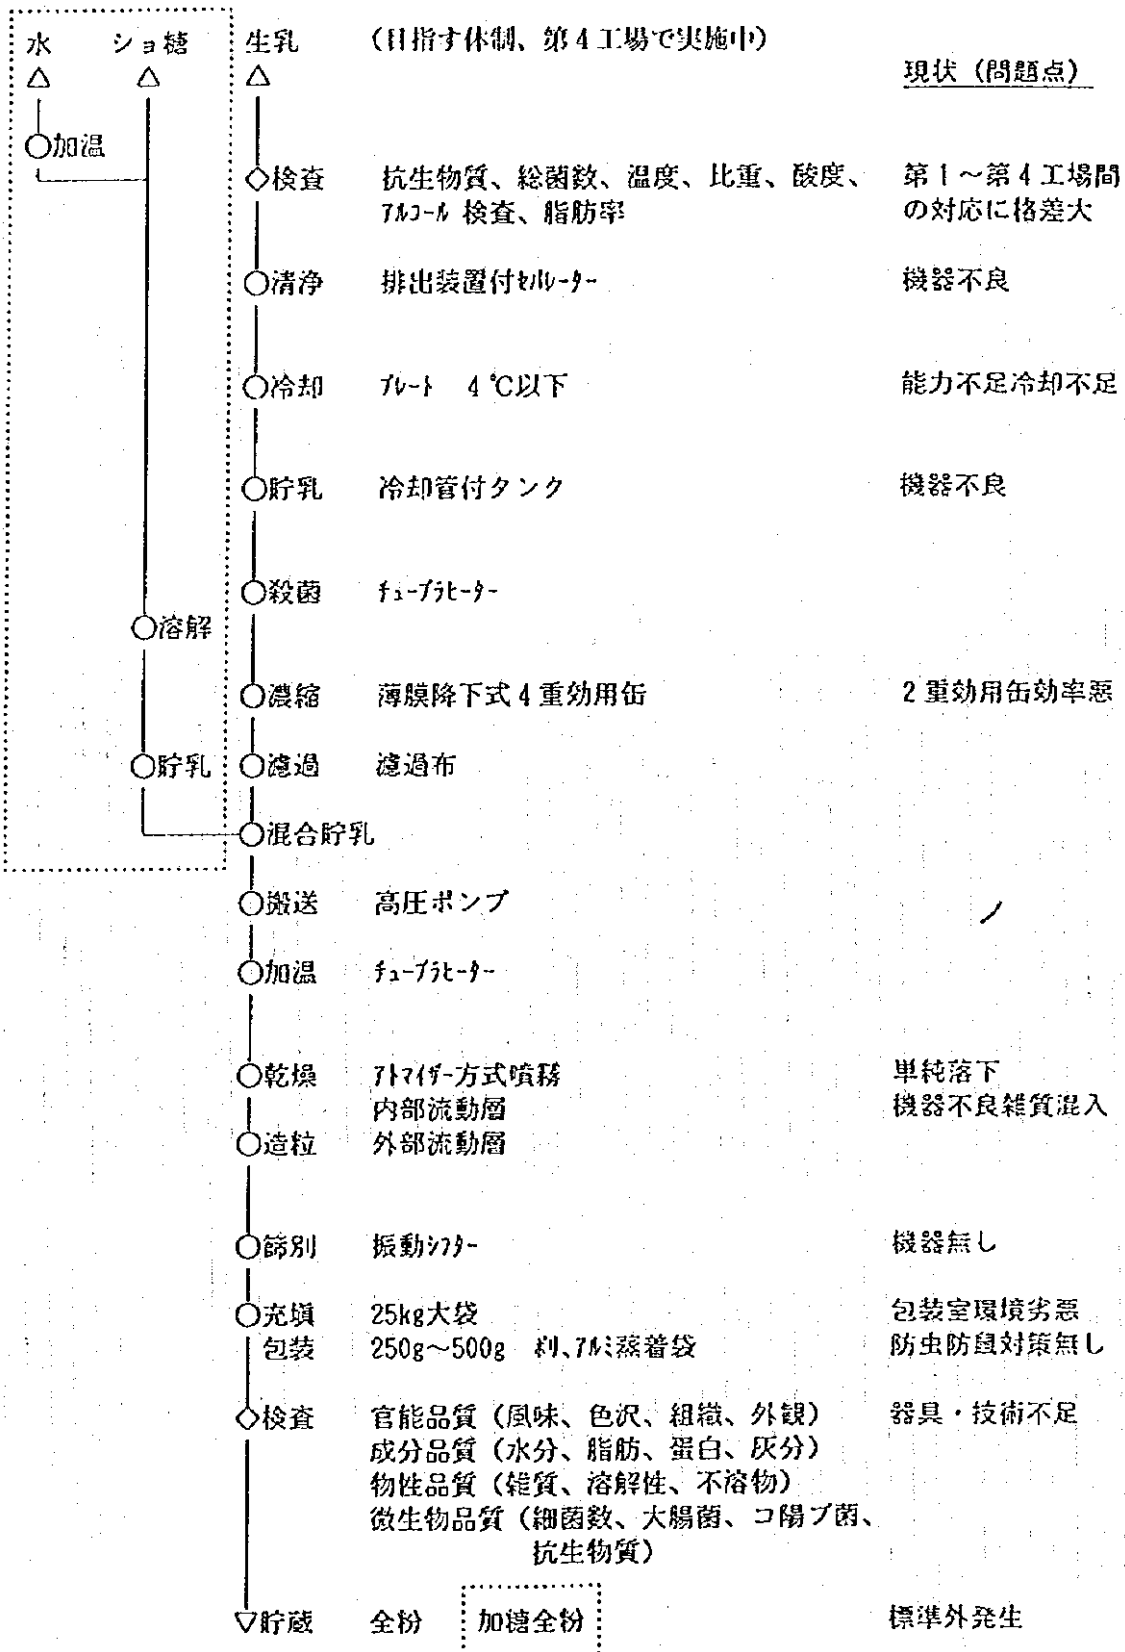 水 ショ糖 生乳 (目指す体制、第4工場で実施中)
現状(問題点)
加温
検査 抗生物質、総菌数、温度、比重、酸度、 第1〜第4工場間
アルコール 検査、脂肪率 の対応に格差大
清浄 排出装置付セパレーター 機器不良
冷却 プレート 4℃以下 能力不足冷却不足
貯乳 冷却管付タンク 機器不良
殺菌 チューブラヒーター
溶解
濃縮 薄膜降下式4重効用缶 2重効用缶効率悪
貯乳 濾過 濾過布
混合貯乳
搬送 高圧ポンプ
加温 チューブラヒーター
乾燥 アトマイザー方式噴霧 単純落下
内部流動層 機器不良雑質混入
造粒 外部流動層
篩別 振動シフター 機器無し
充填 25kg大袋 包装室環境劣悪
包装 250g〜500g ポリ、アルミ蒸着袋 防虫防鼠対策無し
検査 官能品質(風味、色沢、組織、外観) 器具・技術不足
成分品質(水分、脂肪、蛋白、灰分)
物性品質(雑質、溶解性、不溶物)
微生物品質(細菌数、大腸菌、コ陽ブ菌、
抗生物質)
貯蔵 全粉 加糖全粉 標準外発生